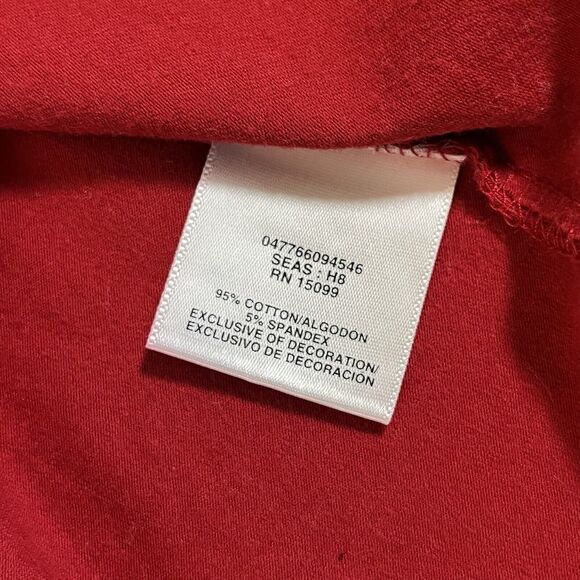 047766094546
SEAS : H8
RN 15099
95% COTTON/ALGODÓN
5% SPANDEX
EXCLUSIVE OF DECORATION/
EXCLUSIVO DE DECORACIÓN